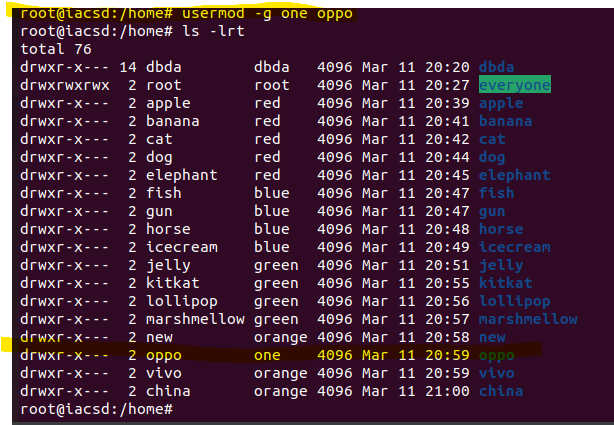 root@iacsd:/home# usermod -g one oppo
root@iacsd:/home# ls -lrt
total 76
drwxr-x--- 14 dbda        dbda   4096 Mar 11 20:20 dbda
drwxrwxrwx  2 root        root   4096 Mar 11 20:27 everyone
drwxr-x---  2 apple       red    4096 Mar 11 20:39 apple
drwxr-x---  2 banana      red    4096 Mar 11 20:41 banana
drwxr-x---  2 cat         red    4096 Mar 11 20:42 cat
drwxr-x---  2 dog         red    4096 Mar 11 20:44 dog
drwxr-x---  2 elephant    red    4096 Mar 11 20:45 elephant
drwxr-x---  2 fish        blue   4096 Mar 11 20:47 fish
drwxr-x---  2 gun         blue   4096 Mar 11 20:47 gun
drwxr-x---  2 horse       blue   4096 Mar 11 20:48 horse
drwxr-x---  2 icecream    blue   4096 Mar 11 20:49 icecream
drwxr-x---  2 jelly       green  4096 Mar 11 20:51 jelly
drwxr-x---  2 kitkat      green  4096 Mar 11 20:55 kitkat
drwxr-x---  2 lollipop    green  4096 Mar 11 20:56 lollipop
drwxr-x---  2 marshmellow green  4096 Mar 11 20:57 marshmellow
drwxr-x---  2 new         orange 4096 Mar 11 20:58 new
drwxr-x---  2 oppo        one    4096 Mar 11 20:59 oppo
drwxr-x---  2 vivo        orange 4096 Mar 11 20:59 vivo
drwxr-x---  2 china       orange 4096 Mar 11 21:00 china
root@iacsd:/home#